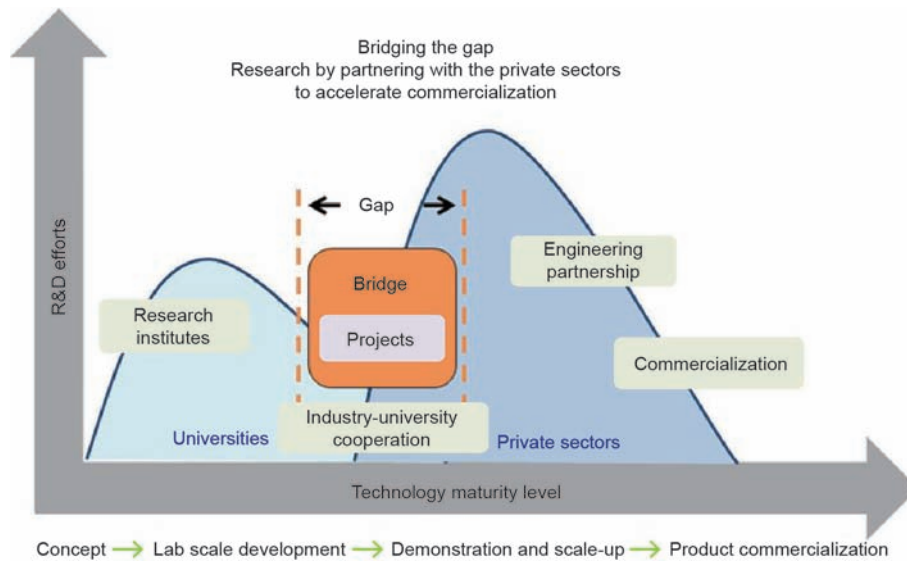 Bridging the gap
Research by partnering with the private sectors
to accelerate commercialization
Gap
Engineering
partnership
Bridge
R&D efforts
Research
institutes
Projects
Commercialization
Industry-university
cooperation
Universities
Private sectors
Technology maturity level
Concept → Lab scale development → Demonstration and scale-up → Product commercialization